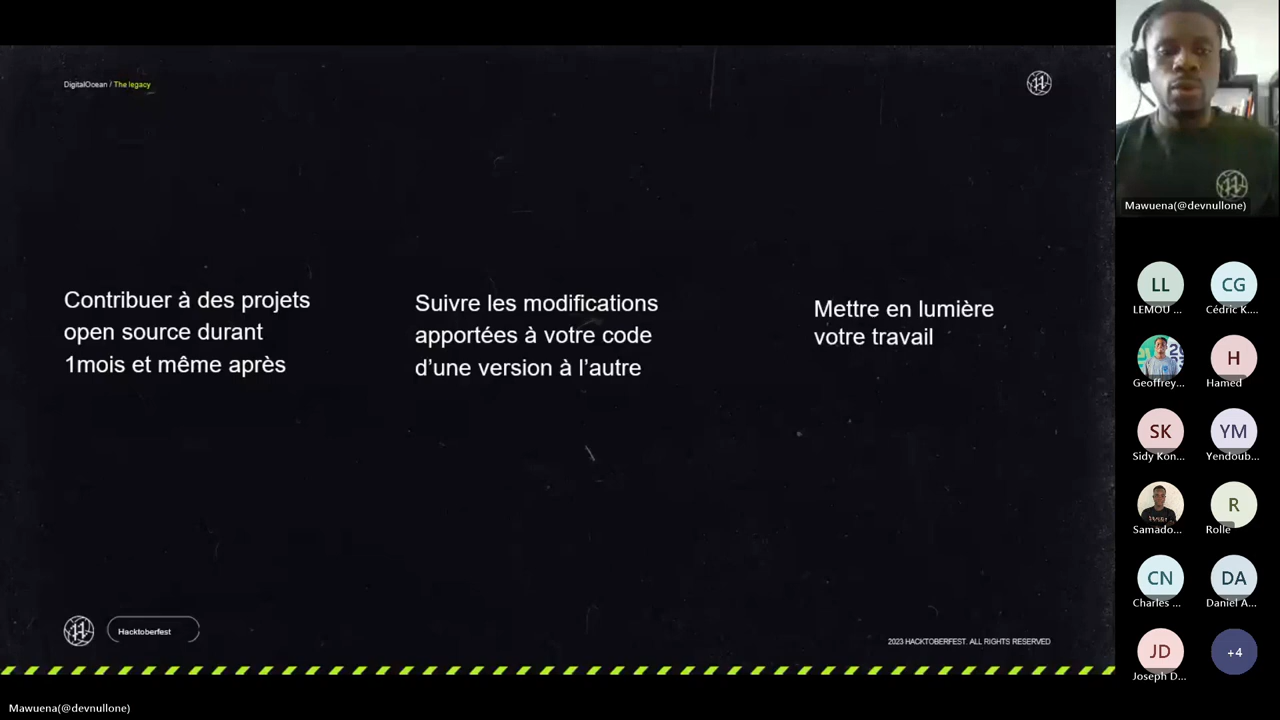 DigitalOcean / The legacy
Contribuer à des projets
open source durant
1mois et même après
Suivre les modifications
apportées à votre code
d'une version à l'autre
Mettre en lumière
votre travail
Hacktoberfest
2023 HACKTOBERFEST. ALL RIGHTS RESERVED
Mawuena(@devnullone)
LL
CG
LEMOU ...
Cédric K....
H
Geoffrey...
Hamed
SK
YM
Sidy Kon...
Yendoub...
R
Samado...
Rolle
CN
DA
Charles ...
Daniel A...
JD
+4
Joseph D...
Mawuena(@devnullone)